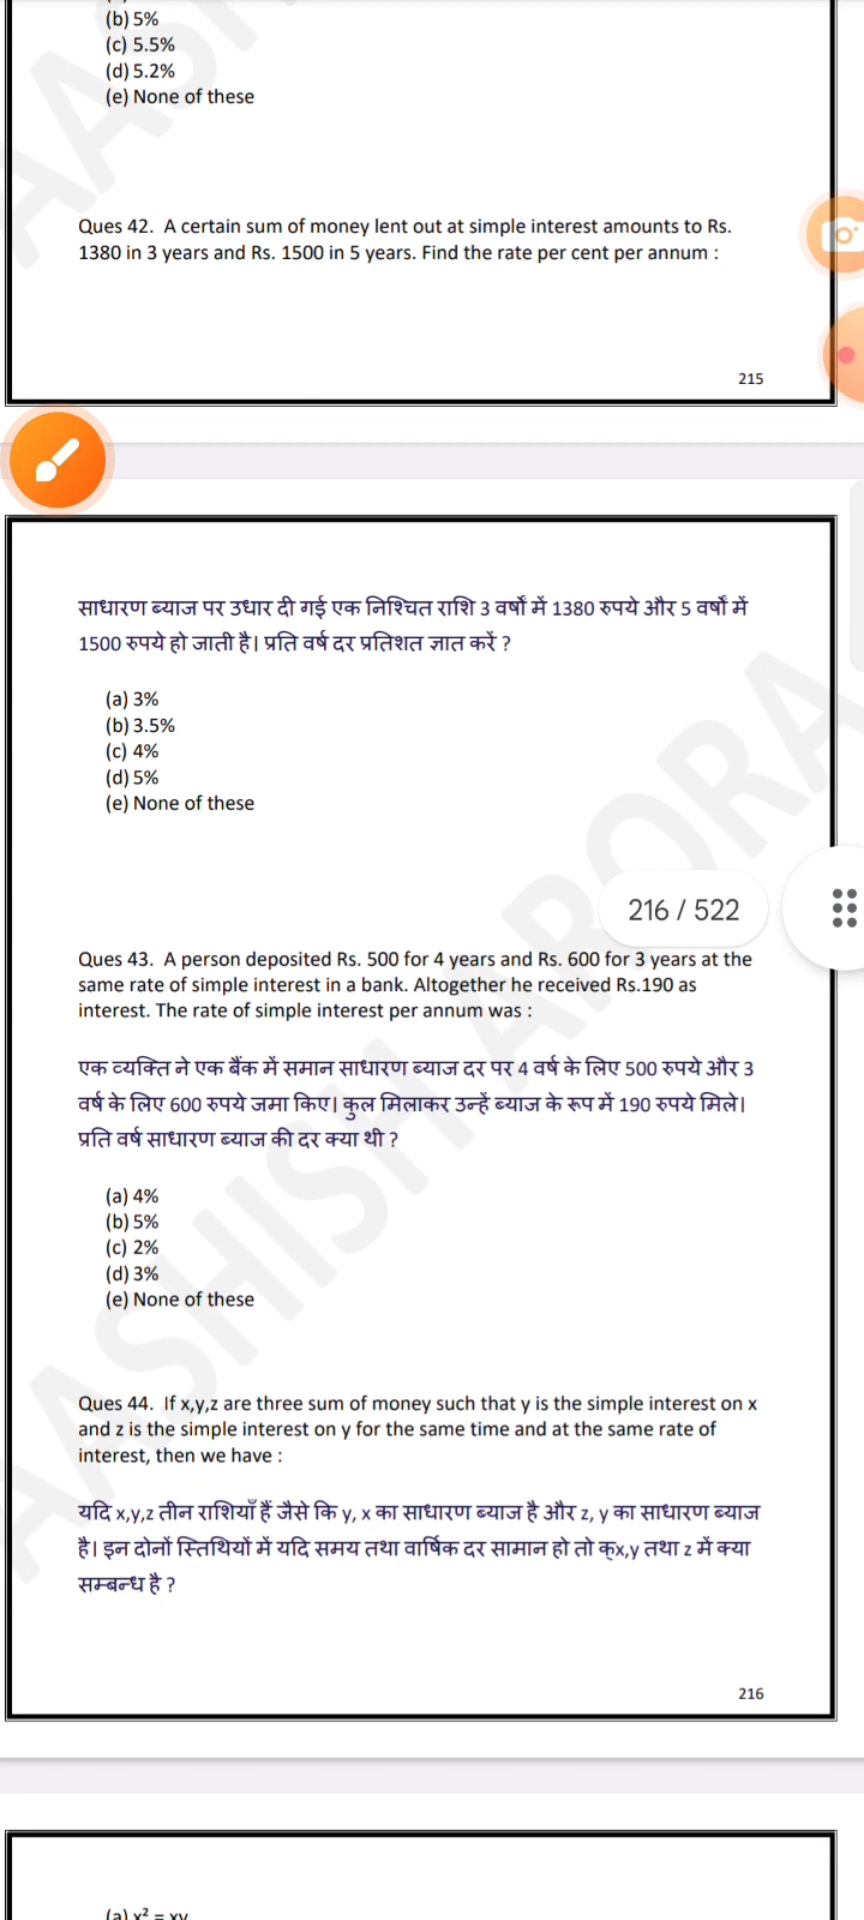 (b) 5%
(c) 5.5%
(d) 5.2%
(e) None of these
Ques 42. A certain sum of money lent out at simple interest amounts to Rs.
1380 in 3 years and Rs. 1500 in 5 years. Find the rate per cent per annum :
215
साधारण ब्याज पर उधार दी गई एक निश्चित राशि 3 वर्षों में 1380 रुपये और 5 वर्षों में
1500 रुपये हो जाती है। प्रति वर्ष दर प्रतिशत ज्ञात करें ?
(a) 3%
(b) 3.5%
(c) 4%
(d) 5%
(e) None of these
216 / 522
Ques 43. A person deposited Rs. 500 for 4 years and Rs. 600 for 3 years at the
same rate of simple interest in a bank. Altogether he received Rs.190 as
interest. The rate of simple interest per annum was :
एक व्यक्ति ने एक बैंक में समान साधारण ब्याज दर पर 4 वर्ष के लिए 500 रुपये और 3
वर्ष के लिए 600 रुपये जमा किए। कुल मिलाकर उन्हें ब्याज के रूप में 190 रुपये मिले।
प्रति वर्ष साधारण ब्याज की दर क्या थी ?
(a) 4%
(b) 5%
(c) 2%
(d) 3%
(e) None of these
Ques 44. If x,y,z are three sum of money such that y is the simple interest on x
and z is the simple interest on y for the same time and at the same rate of
interest, then we have :
यदि x,y,z तीन राशियाँ हैं जैसे कि y, x का साधारण ब्याज है और z, y का साधारण ब्याज
है। इन दोनों स्तिथियों में यदि समय तथा वार्षिक दर सामान हो तो क्x,y तथा z में क्या
सम्बन्ध है ?
216
(a) x² = xy
AASHISH ARORA